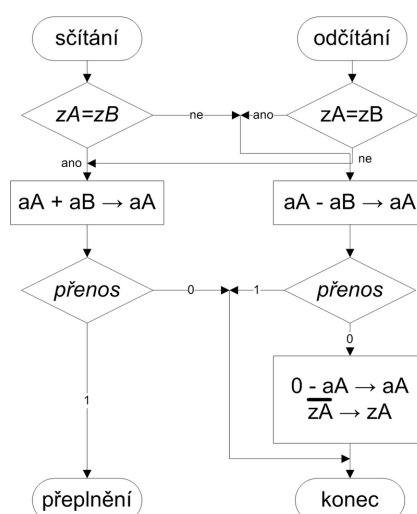 sčítání
odčítání
zA=zB
ne
ano
zA=zB
ano
ne
aA + aB → aA
aA - aB → aA
přenos
0
1
přenos
0
1
0 - aA → aA
z̅A̅ → zA
přeplnění
konec